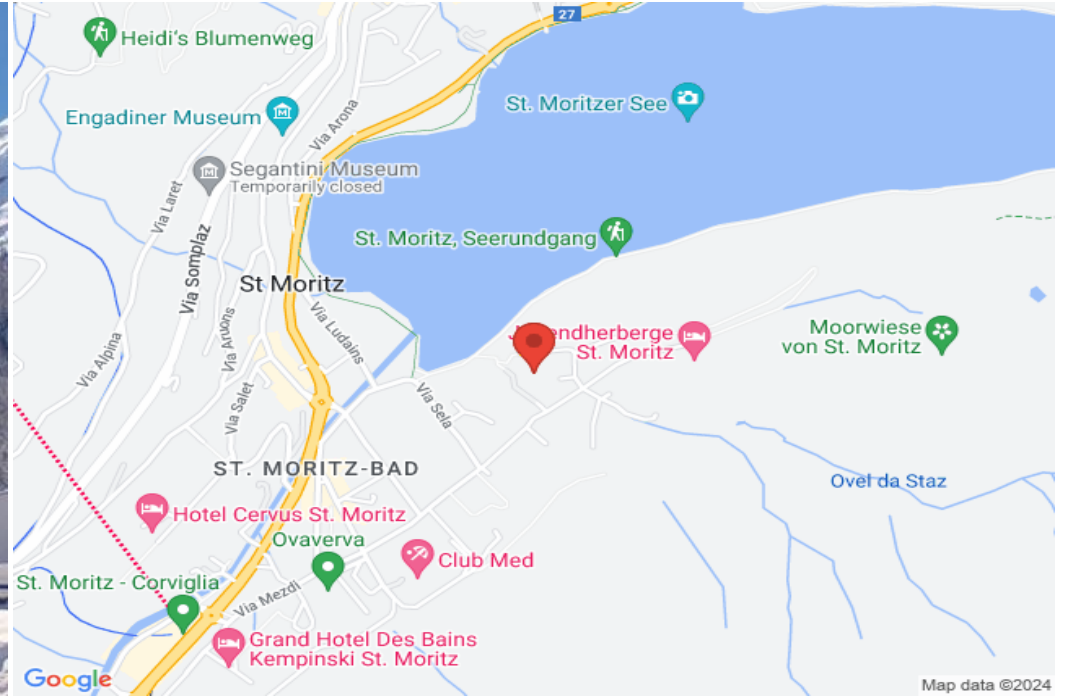 27
Heidi's Blumenweg
St. Moritzer See
Engadiner Museum
Via Arona
Segantini Museum
Temporarily closed
Via Laret
Via Somplaz
St. Moritz, Seerundgang
St Moritz
Via Ludains
Via Aruons
Via Alpina
Jugendherberge
St. Moritz
Moorwiese
von St. Moritz
Via Salet
Via Sela
ST. MORITZ-BAD
Ovel da Staz
Hotel Cervus St. Moritz
Ovaverva
Club Med
St. Moritz - Corviglia
Via Mezdi
Grand Hotel Des Bains
Kempinski St. Moritz
Google
Map data ©2024